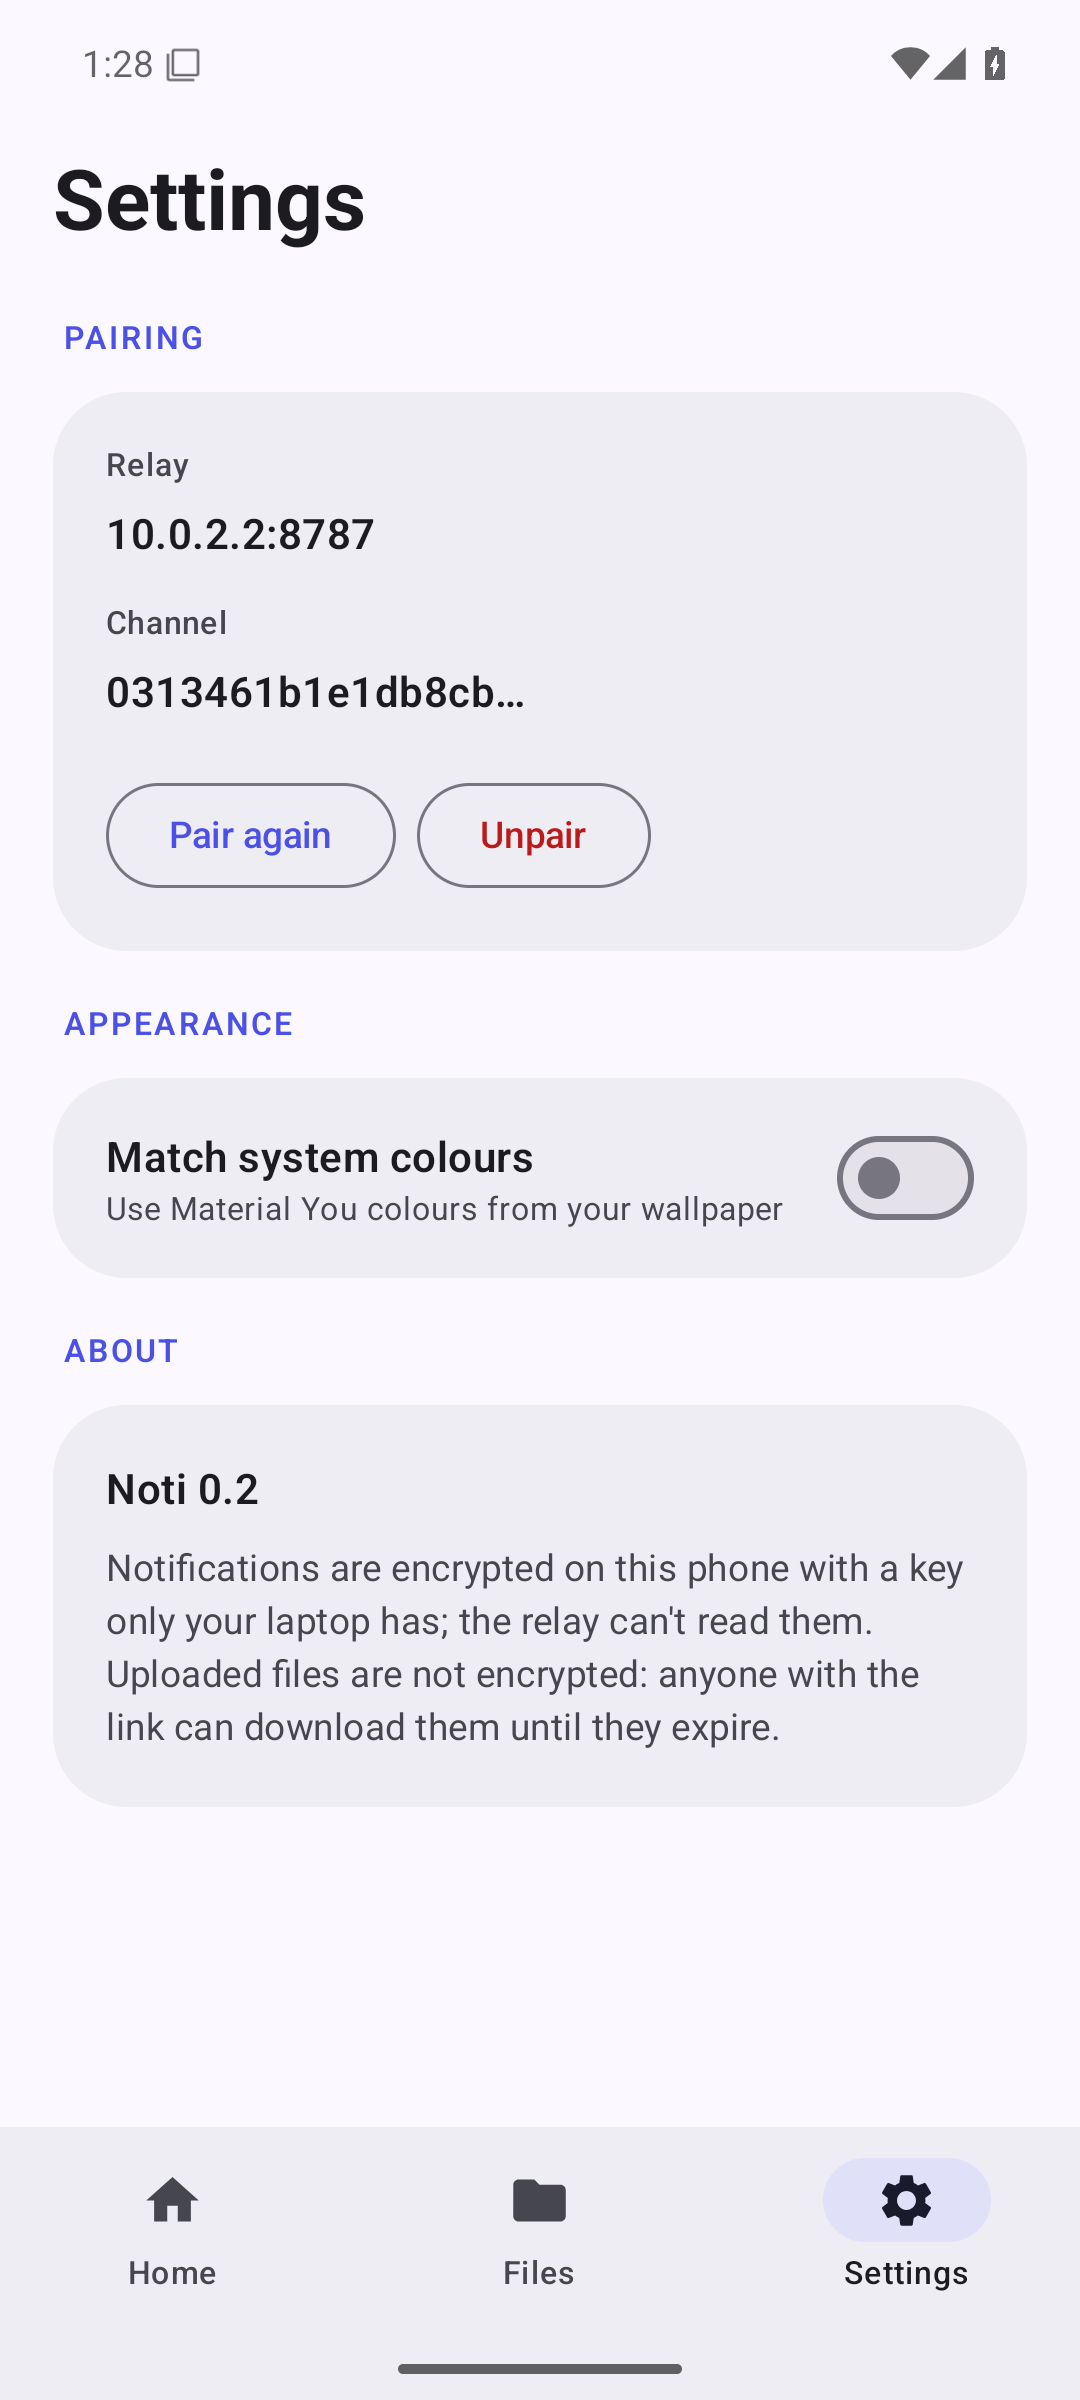 1:28
Settings
PAIRING
Relay
10.0.2.2:8787
Channel
0313461b1e1db8cb…
Pair again
Unpair
APPEARANCE
Match system colours
Use Material You colours from your wallpaper
ABOUT
Noti 0.2
Notifications are encrypted on this phone with a key
only your laptop has; the relay can't read them.
Uploaded files are not encrypted: anyone with the
link can download them until they expire.
Home
Files
Settings